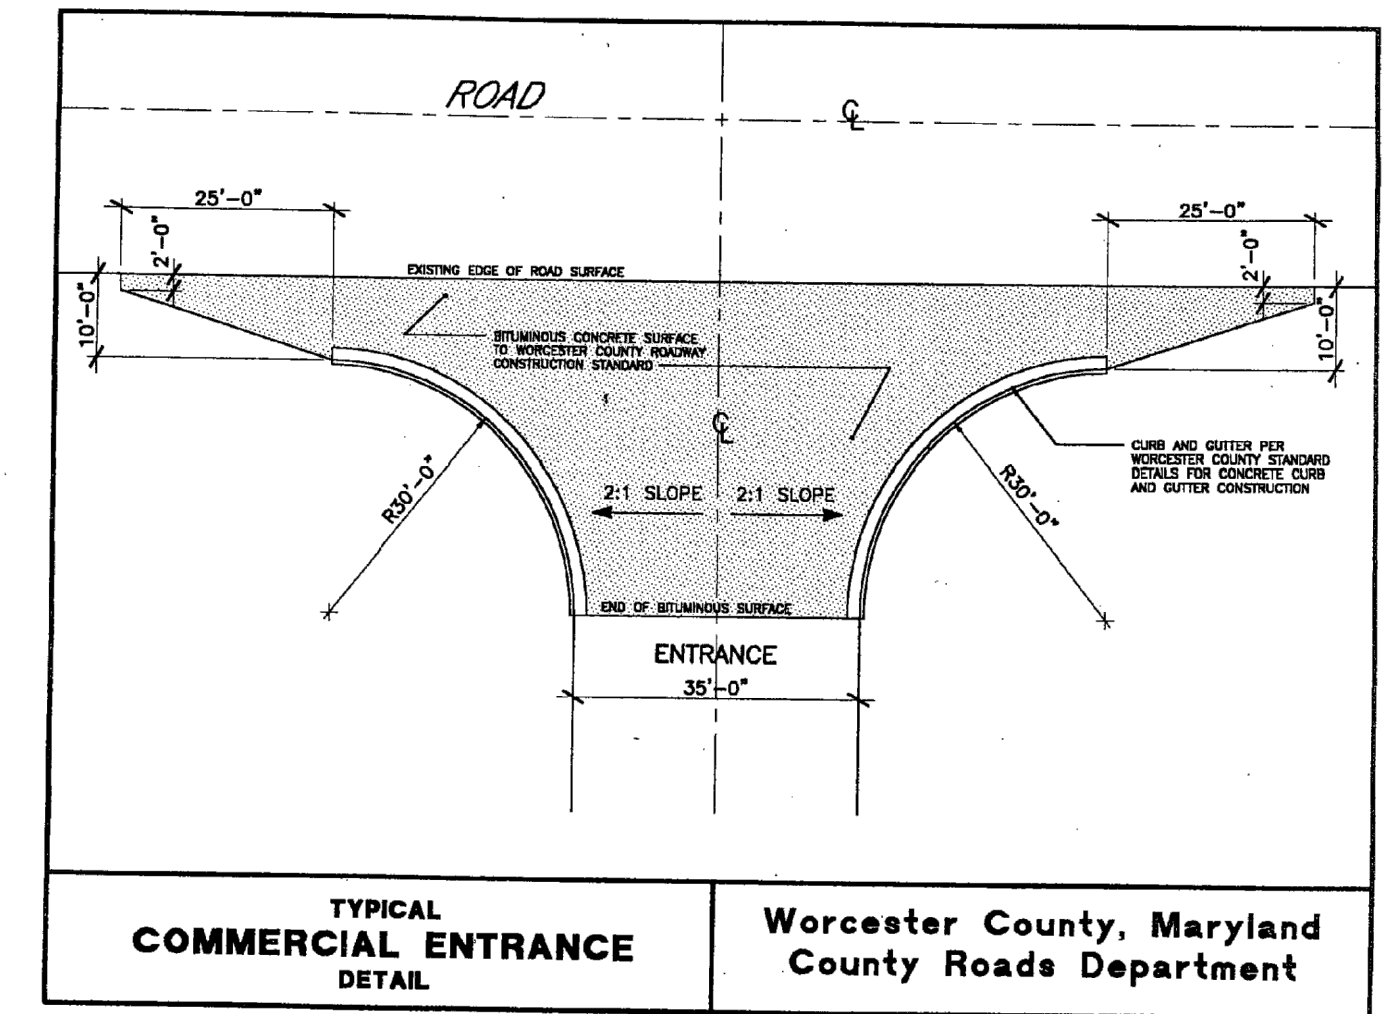 ROAD
℄
25'-0"
25'-0"
2'-0"
2'-0"
10'-0"
10'-0"
EXISTING EDGE OF ROAD SURFACE
BITUMINOUS CONCRETE SURFACE
TO WORCESTER COUNTY ROADWAY
CONSTRUCTION STANDARD
℄
CURB AND GUTTER PER
WORCESTER COUNTY STANDARD
DETAILS FOR CONCRETE CURB
AND GUTTER CONSTRUCTION
R30'-0"
R30'-0"
2:1 SLOPE
2:1 SLOPE
END OF BITUMINOUS SURFACE
ENTRANCE
35'-0"
TYPICAL
COMMERCIAL ENTRANCE
DETAIL
Worcester County, Maryland
County Roads Department